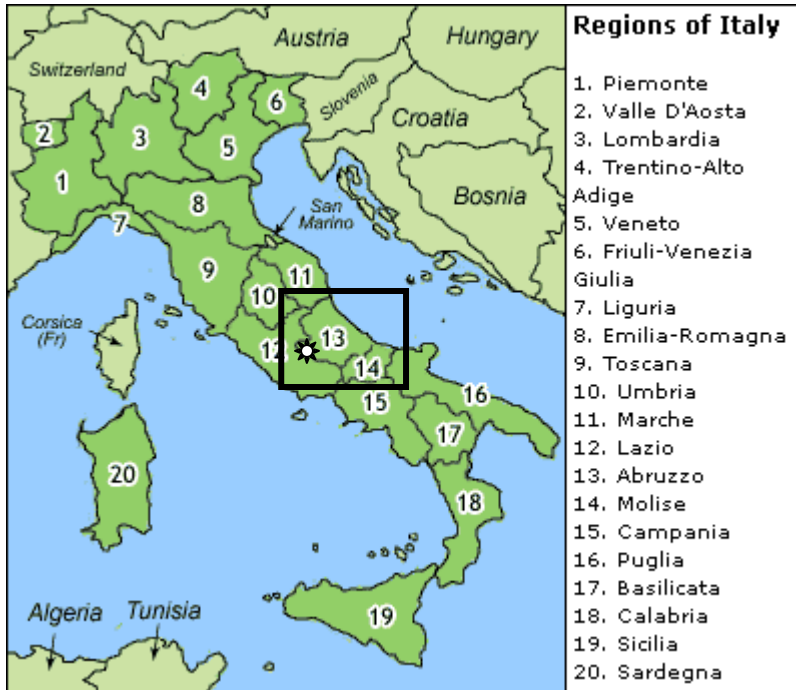 Austria
Hungary
Switzerland
Slovenia
Croatia
Bosnia
San
Marino
Corsica
(Fr)
Algeria
Tunisia
1
2
3
4
5
6
7
8
9
10
11
12
13
14
15
16
17
18
19
20
Regions of Italy
1. Piemonte
2. Valle D'Aosta
3. Lombardia
4. Trentino-Alto
Adige
5. Veneto
6. Friuli-Venezia
Giulia
7. Liguria
8. Emilia-Romagna
9. Toscana
10. Umbria
11. Marche
12. Lazio
13. Abruzzo
14. Molise
15. Campania
16. Puglia
17. Basilicata
18. Calabria
19. Sicilia
20. Sardegna